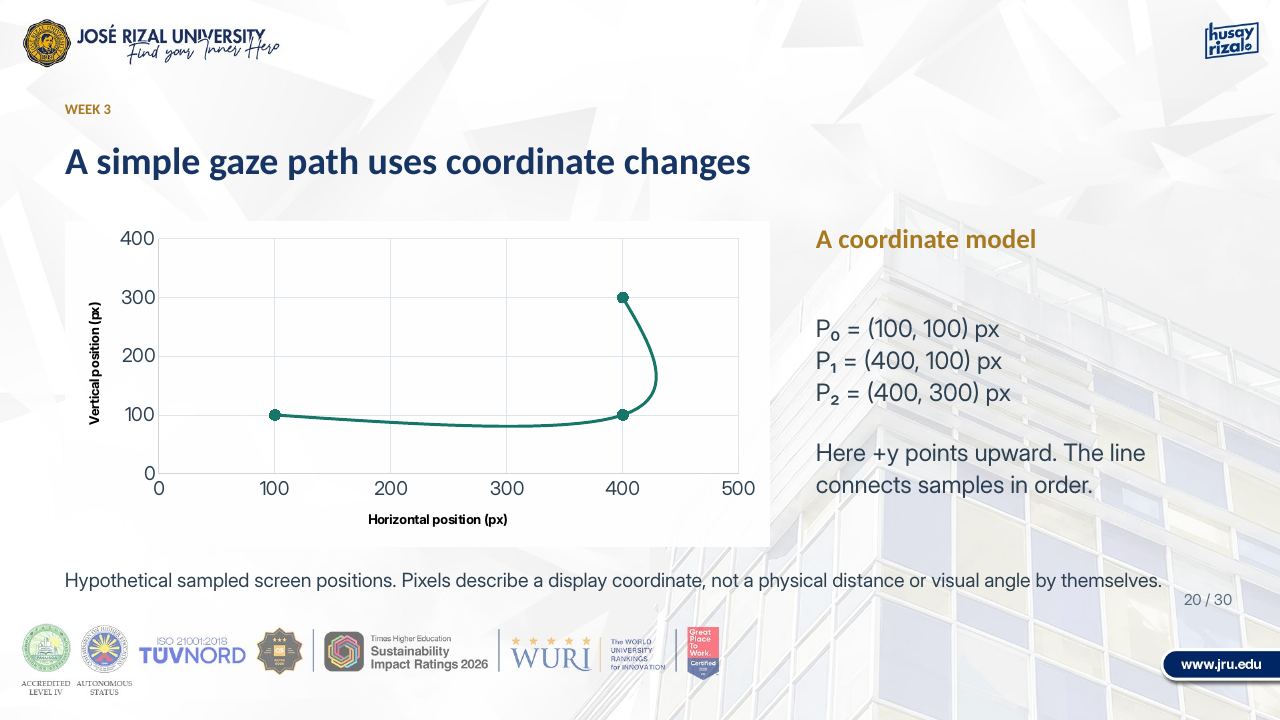 JOSÉ RIZAL UNIVERSITY
Find your Inner Hero
husay
rizal
WEEK 3
A simple gaze path uses coordinate changes
400
300
200
100
0
0 100 200 300 400 500
Vertical position (px)
Horizontal position (px)
A coordinate model
P₀ = (100, 100) px
P₁ = (400, 100) px
P₂ = (400, 300) px
Here +y points upward. The line
connects samples in order.
Hypothetical sampled screen positions. Pixels describe a display coordinate, not a physical distance or visual angle by themselves.
20 / 30
ACCREDITED
LEVEL IV
AUTONOMOUS
STATUS
ISO 21001:2018
TÜVNORD
Times Higher Education
Sustainability
Impact Ratings 2026
WURI
The WORLD
UNIVERSITY
RANKINGS
for INNOVATION
Great
Place
To
Work.
Certified
www.jru.edu